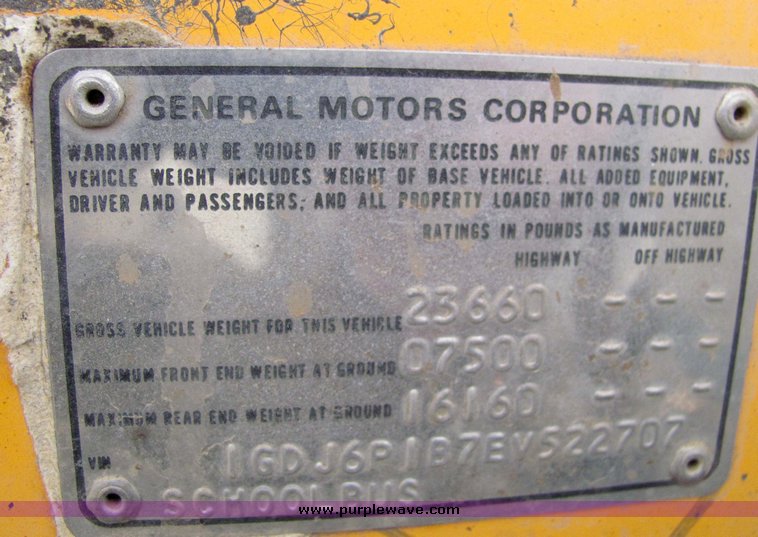 GENERAL MOTORS CORPORATION
WARRANTY MAY BE VOIDED IF WEIGHT EXCEEDS ANY OF RATINGS SHOWN. GROSS
VEHICLE WEIGHT INCLUDES WEIGHT OF BASE VEHICLE. ALL ADDED EQUIPMENT,
DRIVER AND PASSENGERS; AND ALL PROPERTY LOADED INTO OR ONTO VEHICLE.
RATINGS IN POUNDS AS MANUFACTURED
HIGHWAY OFF HIGHWAY
GROSS VEHICLE WEIGHT FOR THIS VEHICLE 23660 - - -
MAXIMUM FRONT END WEIGHT AT GROUND 07500 - - -
MAXIMUM REAR END WEIGHT AT GROUND 16160 - - -
VIN 1GDJ6P1B7EV522707
SCHOOL BUS
www.purplewave.com